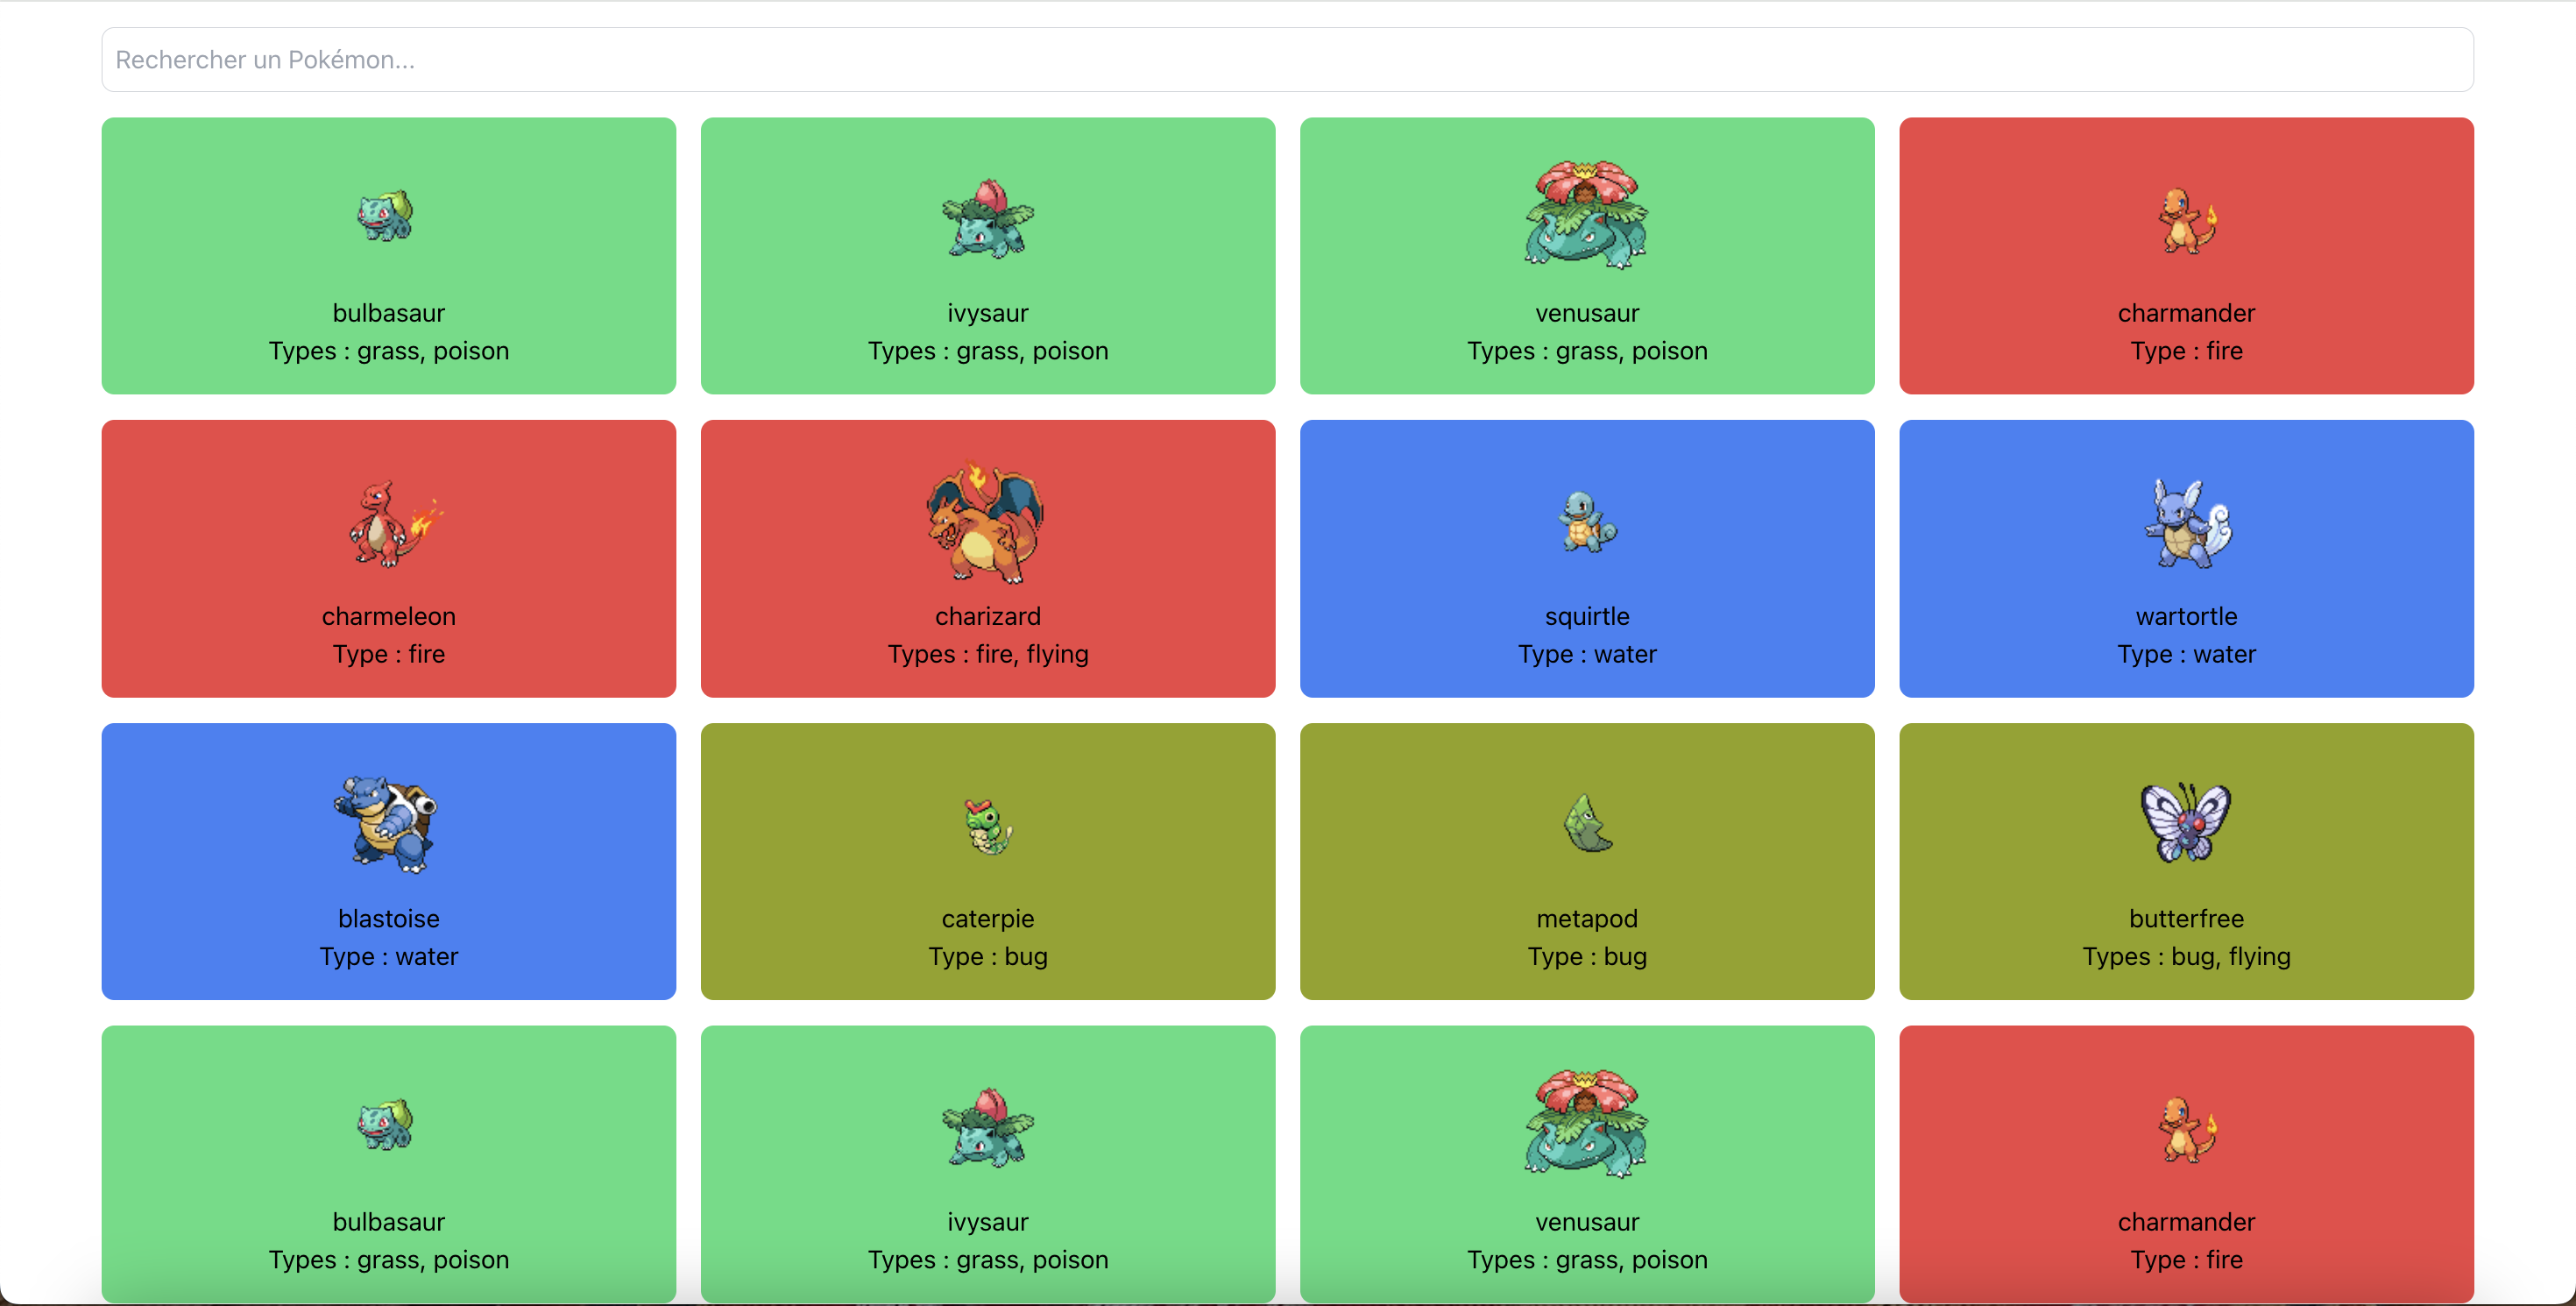 Rechercher un Pokémon...
bulbasaur
Types : grass, poison
ivysaur
Types : grass, poison
venusaur
Types : grass, poison
charmander
Type : fire
charmeleon
Type : fire
charizard
Types : fire, flying
squirtle
Type : water
wartortle
Type : water
blastoise
Type : water
caterpie
Type : bug
metapod
Type : bug
butterfree
Types : bug, flying
bulbasaur
Types : grass, poison
ivysaur
Types : grass, poison
venusaur
Types : grass, poison
charmander
Type : fire